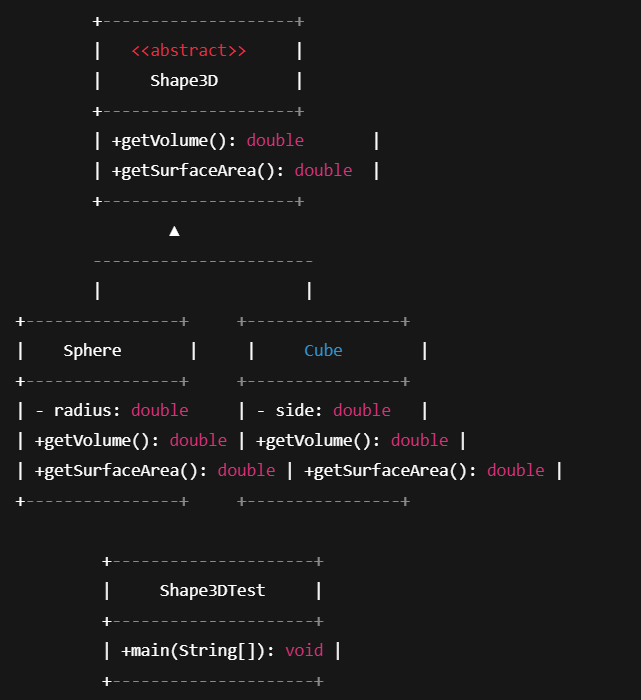 +--------------------+
|   <<abstract>>     |
|     Shape3D        |
+--------------------+
| +getVolume(): double       |
| +getSurfaceArea(): double  |
+--------------------+
                ▲
        -----------------------
        |                     |
+----------------+     +----------------+
|    Sphere       |     |     Cube        |
+----------------+     +----------------+
| - radius: double     | - side: double   |
| +getVolume(): double | +getVolume(): double |
| +getSurfaceArea(): double | +getSurfaceArea(): double |
+----------------+     +----------------+
+---------------------+
|     Shape3DTest     |
+---------------------+
| +main(String[]): void |
+---------------------+